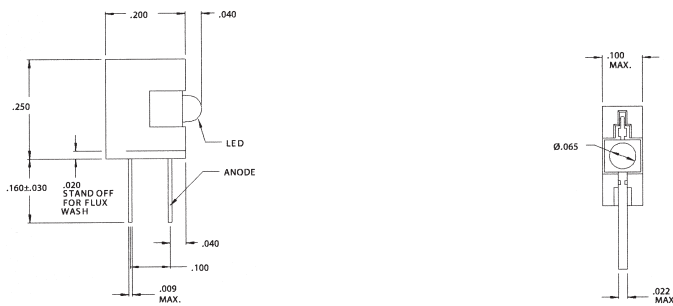 .200
.040
.100
MAX.
.250
LED
Ø.065
ANODE
.160±.030
.020
STAND OFF
FOR FLUX
WASH
.040
.100
.009
MAX.
.022
MAX